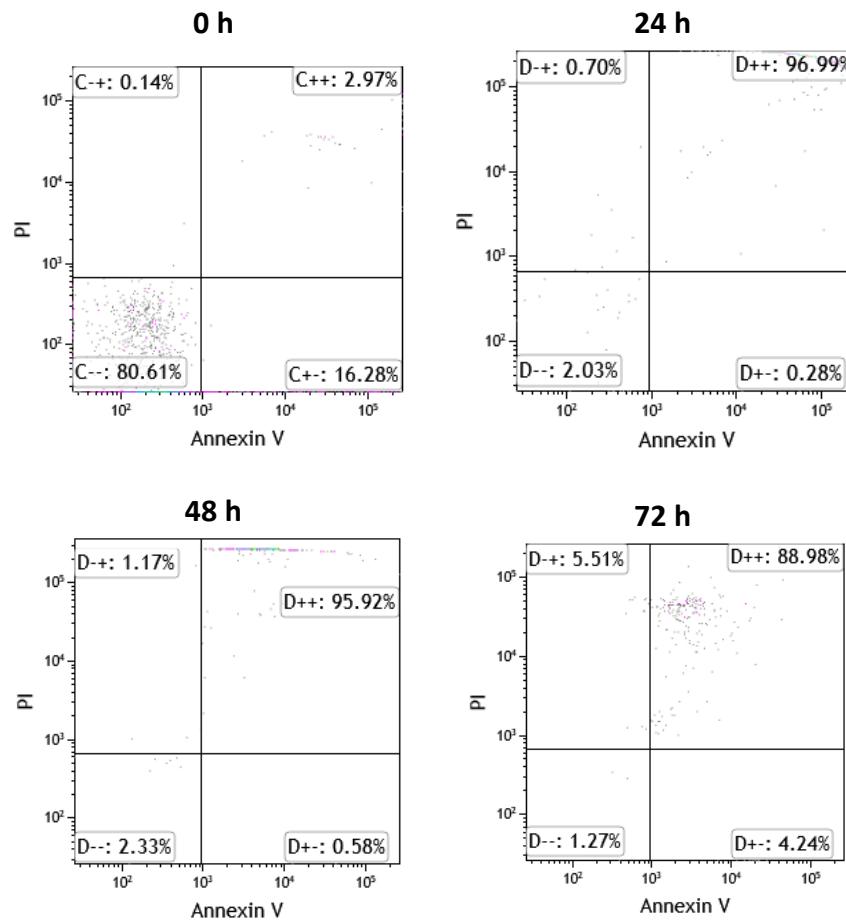 0 h
C-+: 0.14%
C++: 2.97%
10⁵
10⁴
10³
10²
PI
C--: 80.61%
C+-: 16.28%
10² 10³ 10⁴ 10⁵
Annexin V
24 h
D-+: 0.70%
D++: 96.99%
10⁵
10⁴
10³
10²
PI
D--: 2.03%
D+-: 0.28%
10² 10³ 10⁴ 10⁵
Annexin V
48 h
D-+: 1.17%
D++: 95.92%
10⁵
10⁴
10³
10²
PI
D--: 2.33%
D+-: 0.58%
10² 10³ 10⁴ 10⁵
Annexin V
72 h
D-+: 5.51%
D++: 88.98%
10⁵
10⁴
10³
10²
PI
D--: 1.27%
D+-: 4.24%
10² 10³ 10⁴ 10⁵
Annexin V